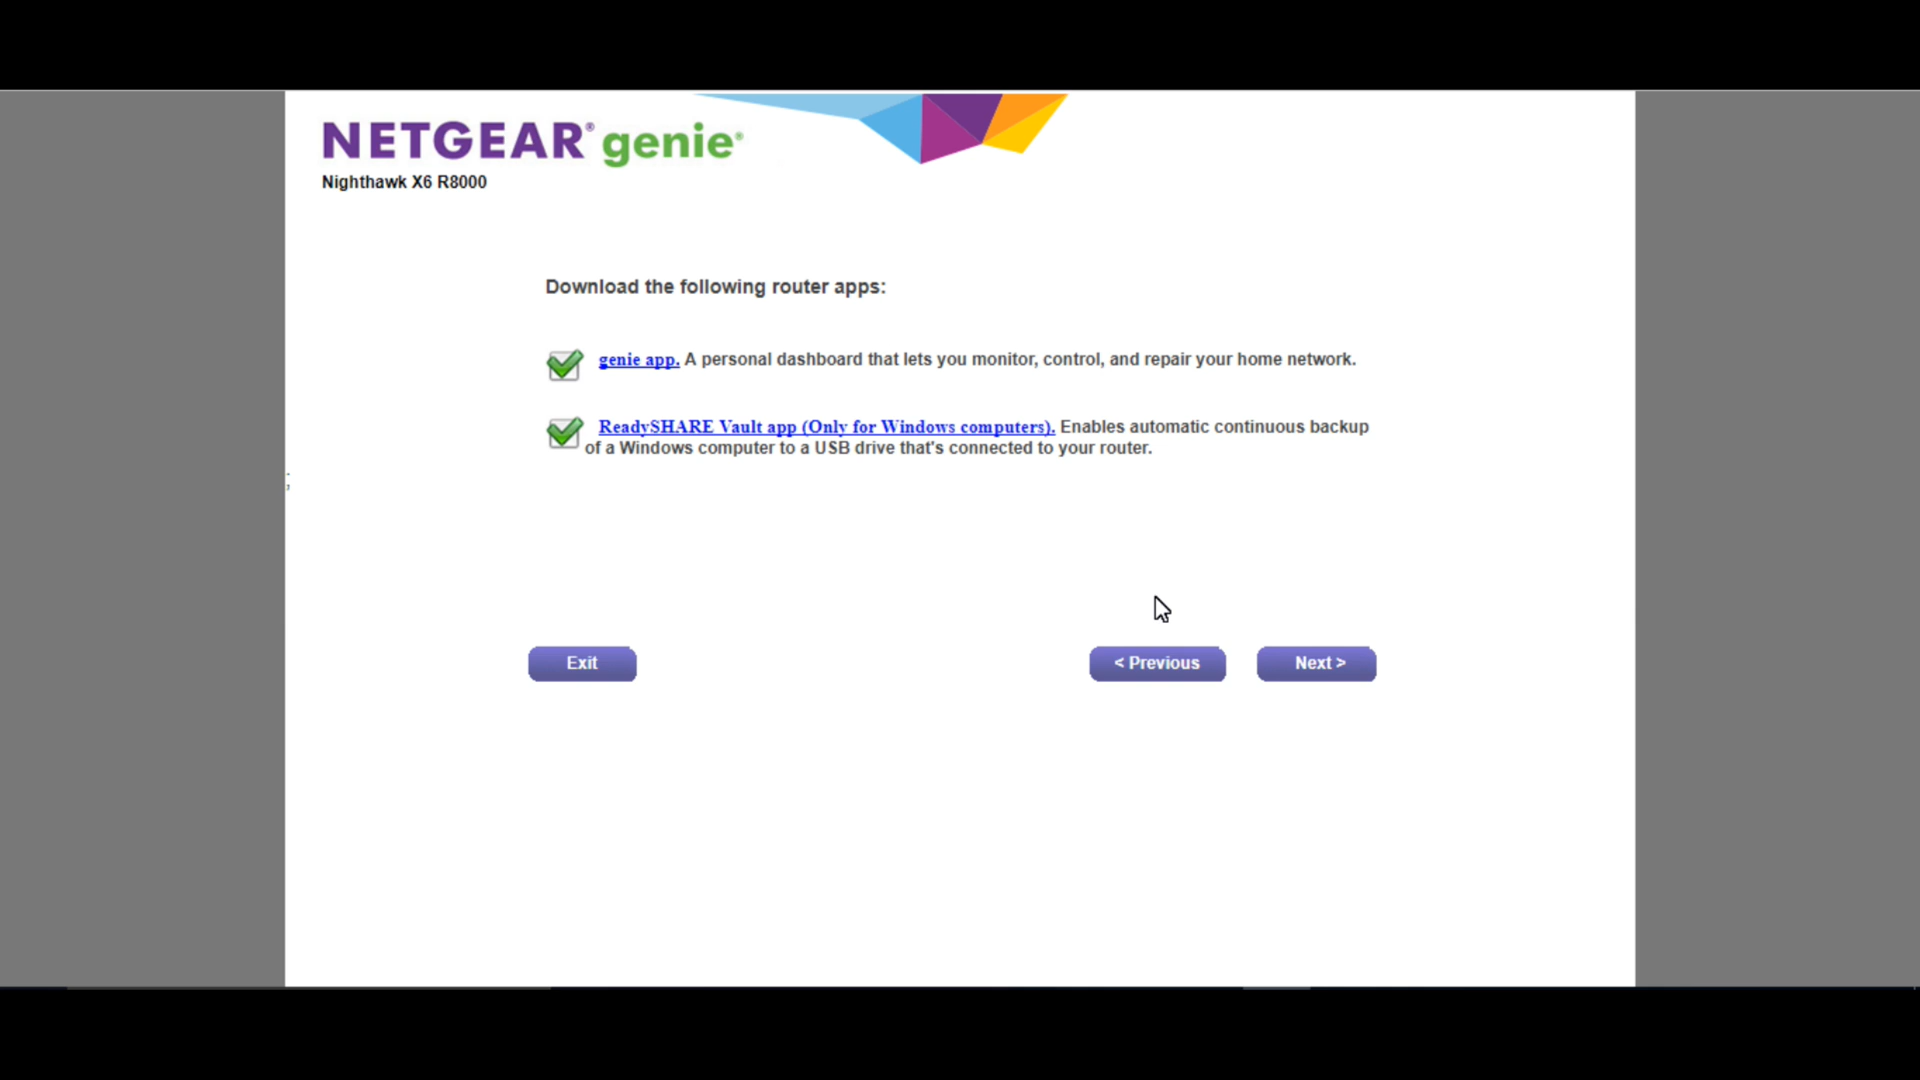 NETGEAR® genie®
Nighthawk X6 R8000
Download the following router apps:
genie app. A personal dashboard that lets you monitor, control, and repair your home network.
ReadySHARE Vault app (Only for Windows computers). Enables automatic continuous backup
of a Windows computer to a USB drive that's connected to your router.
;
Exit
< Previous
Next >